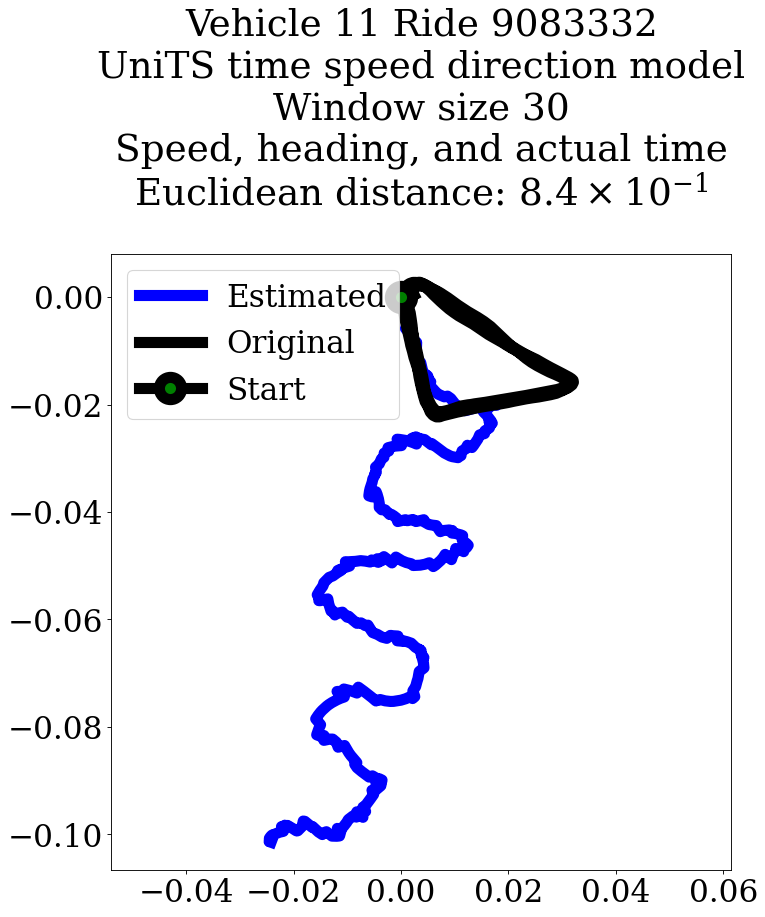 Vehicle 11 Ride 9083332
UniTS time speed direction model
Window size 30
Speed, heading, and actual time
Euclidean distance: 8.4 × 10⁻¹
Estimated
Original
Start
0.00
−0.02
−0.04
−0.06
−0.08
−0.10
−0.04 −0.02 0.00 0.02 0.04 0.06